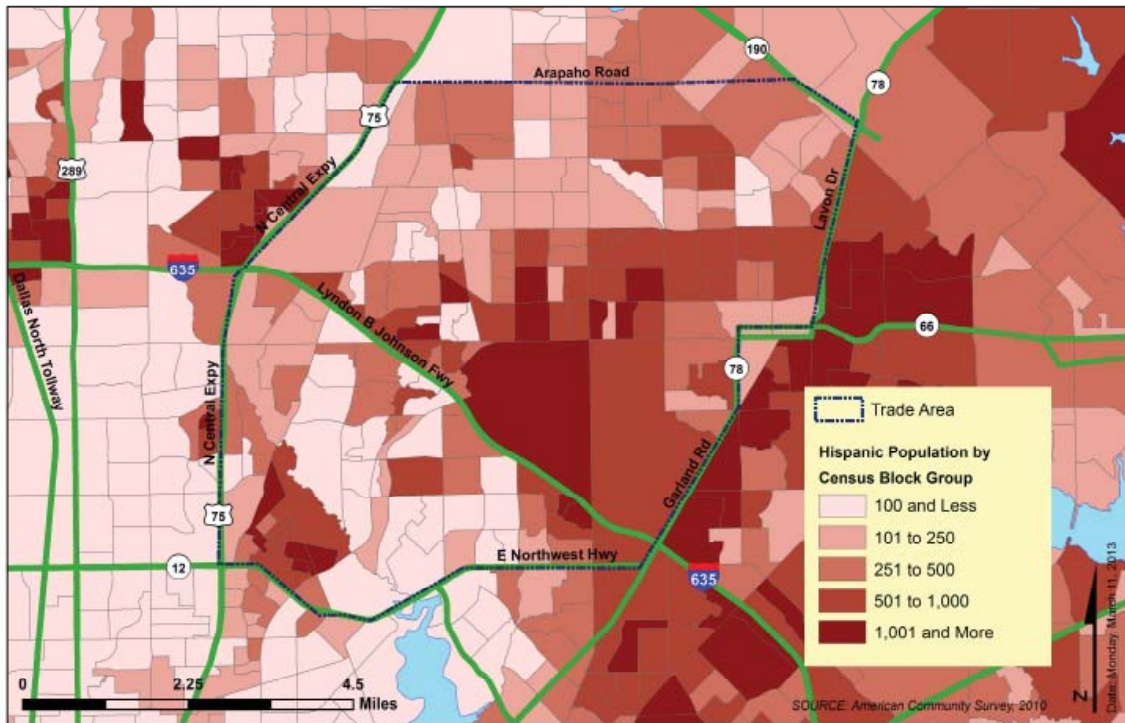 190
Arapaho Road
78
75
289
N Central Expy
Lavon Dr
635
Dallas North Tollway
Lyndon B Johnson Fwy
66
78
N Central Expy
Garland Rd
75
E Northwest Hwy
12
635
Trade Area
Hispanic Population by
Census Block Group
100 and Less
101 to 250
251 to 500
501 to 1,000
1,001 and More
0 2.25 4.5
Miles
N
SOURCE: American Community Survey, 2010
Date: Monday, March 11, 2013